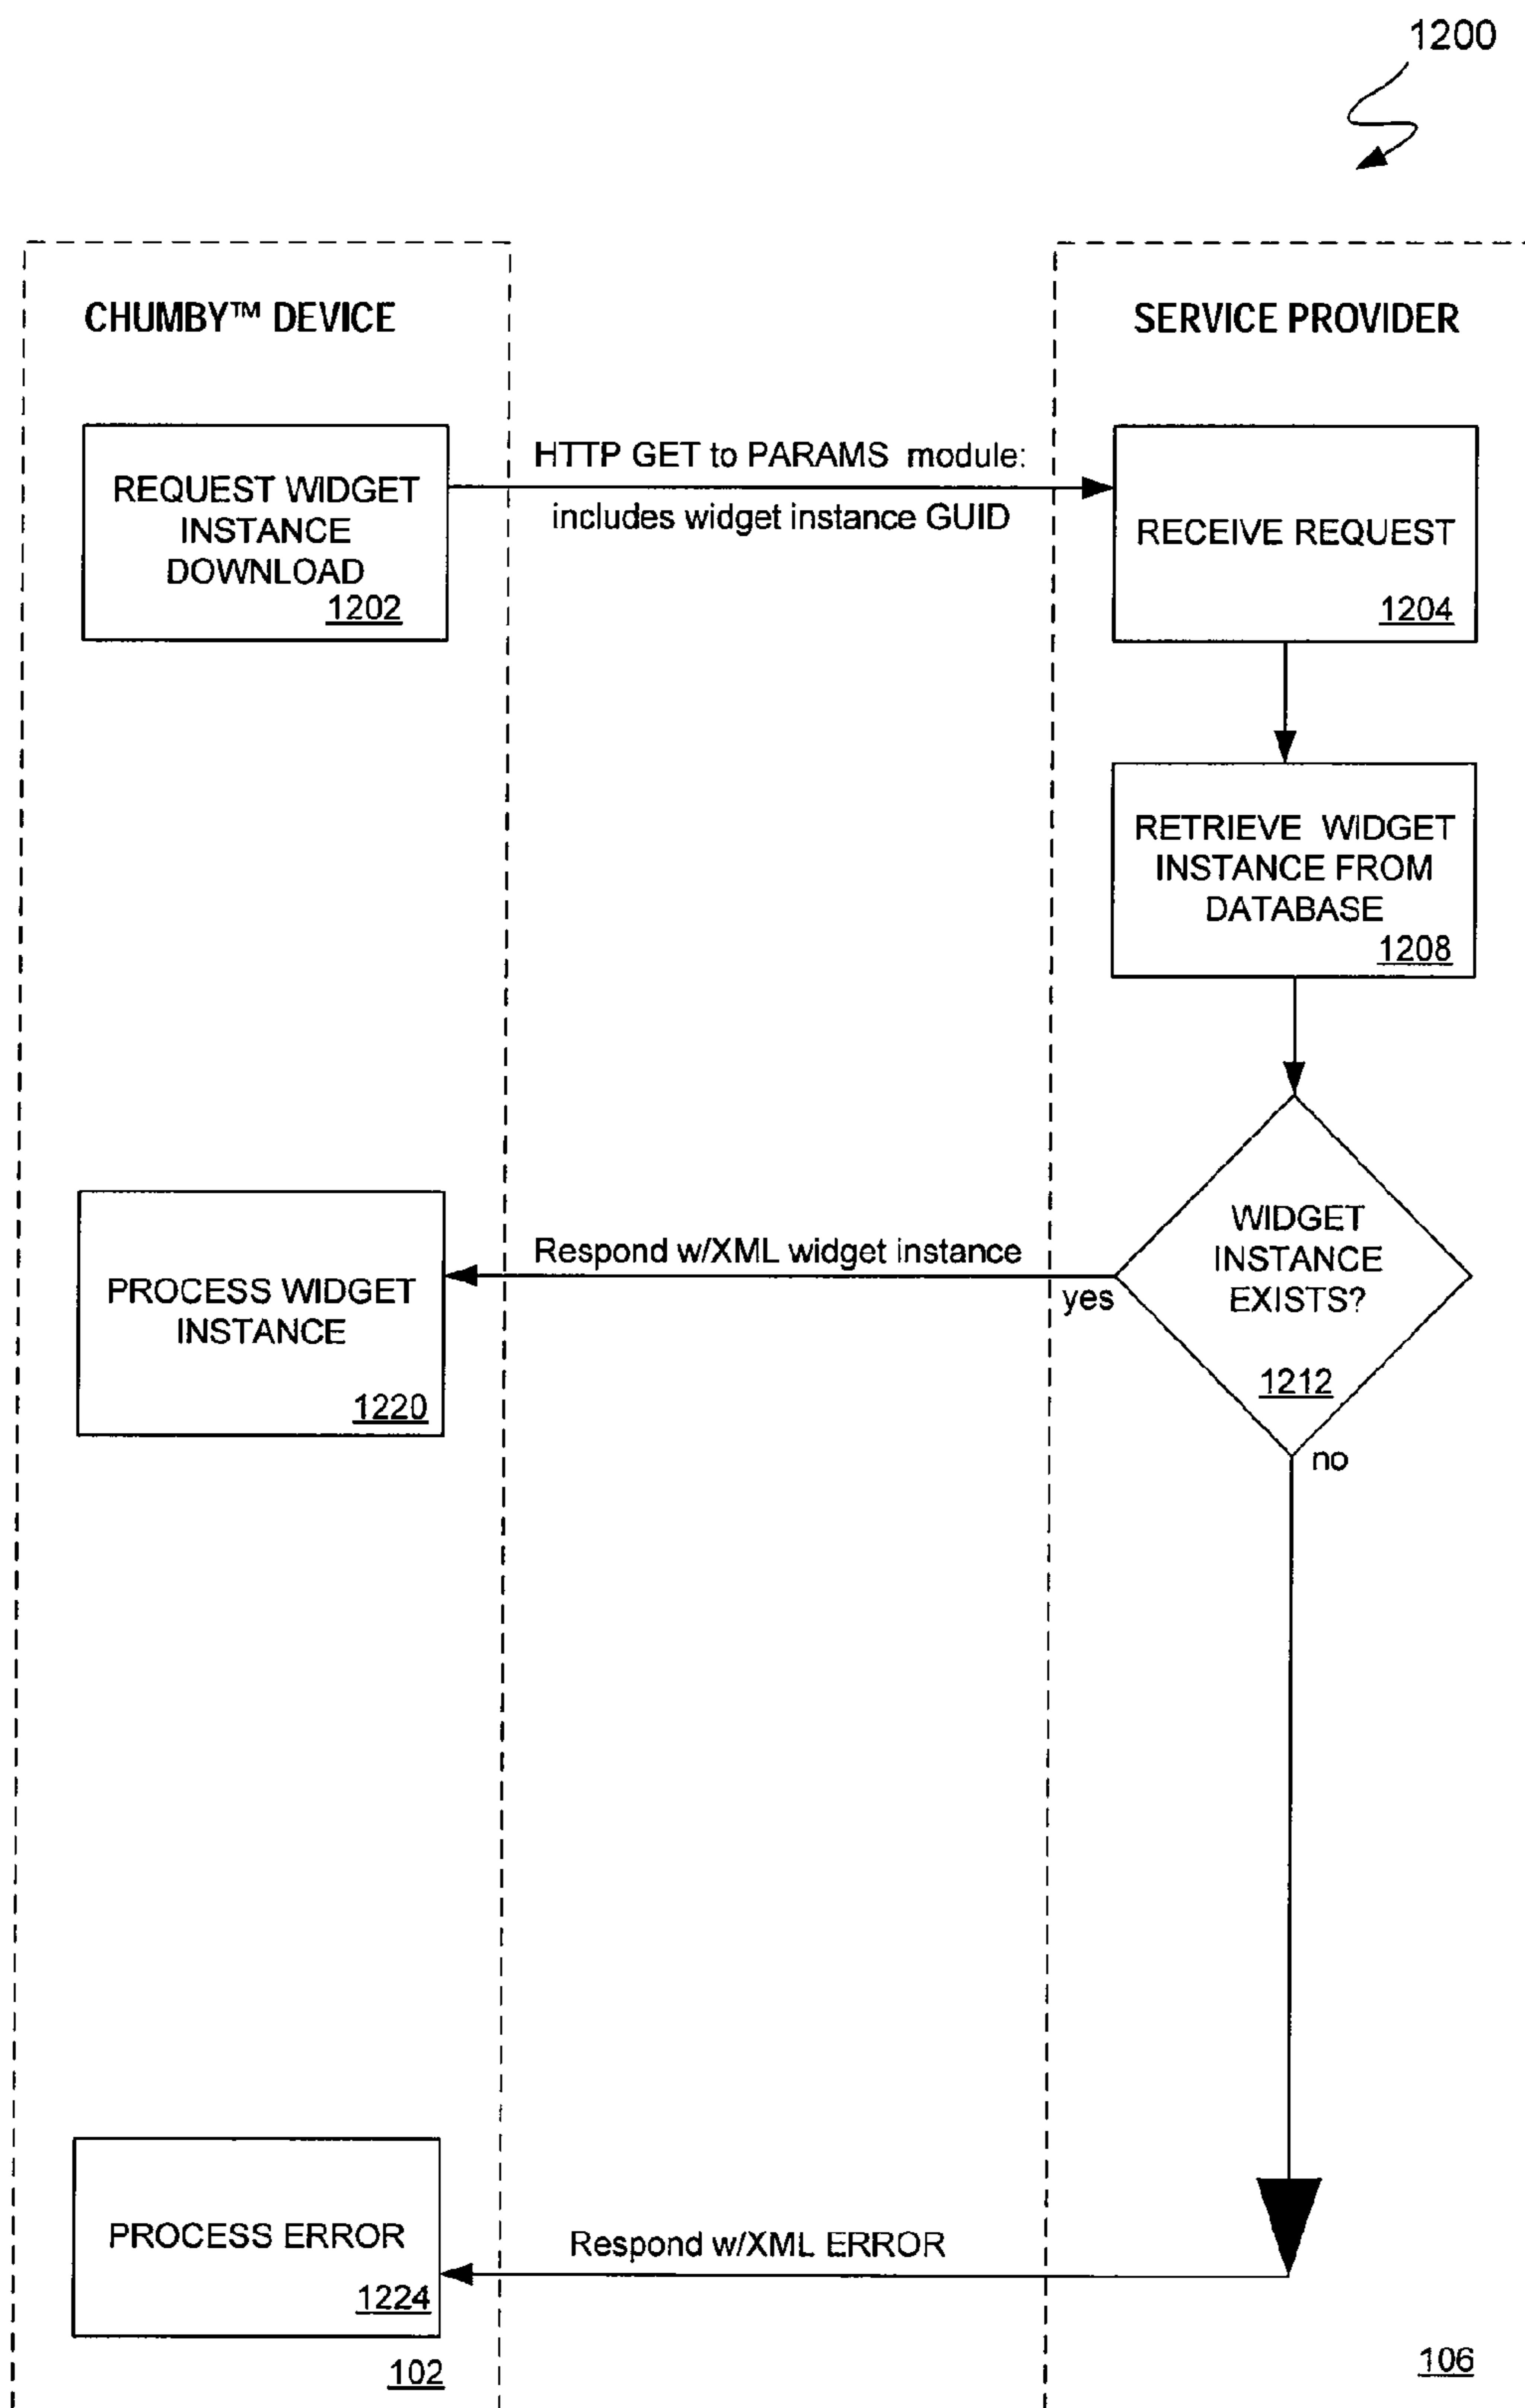 1200
CHUMBY™ DEVICE
SERVICE PROVIDER
REQUEST WIDGET
INSTANCE
DOWNLOAD
1202
HTTP GET to PARAMS module:
includes widget instance GUID
RECEIVE REQUEST
1204
RETRIEVE WIDGET
INSTANCE FROM
DATABASE
1208
WIDGET
INSTANCE
EXISTS?
1212
yes
no
Respond w/XML widget instance
PROCESS WIDGET
INSTANCE
1220
Respond w/XML ERROR
PROCESS ERROR
1224
102
106